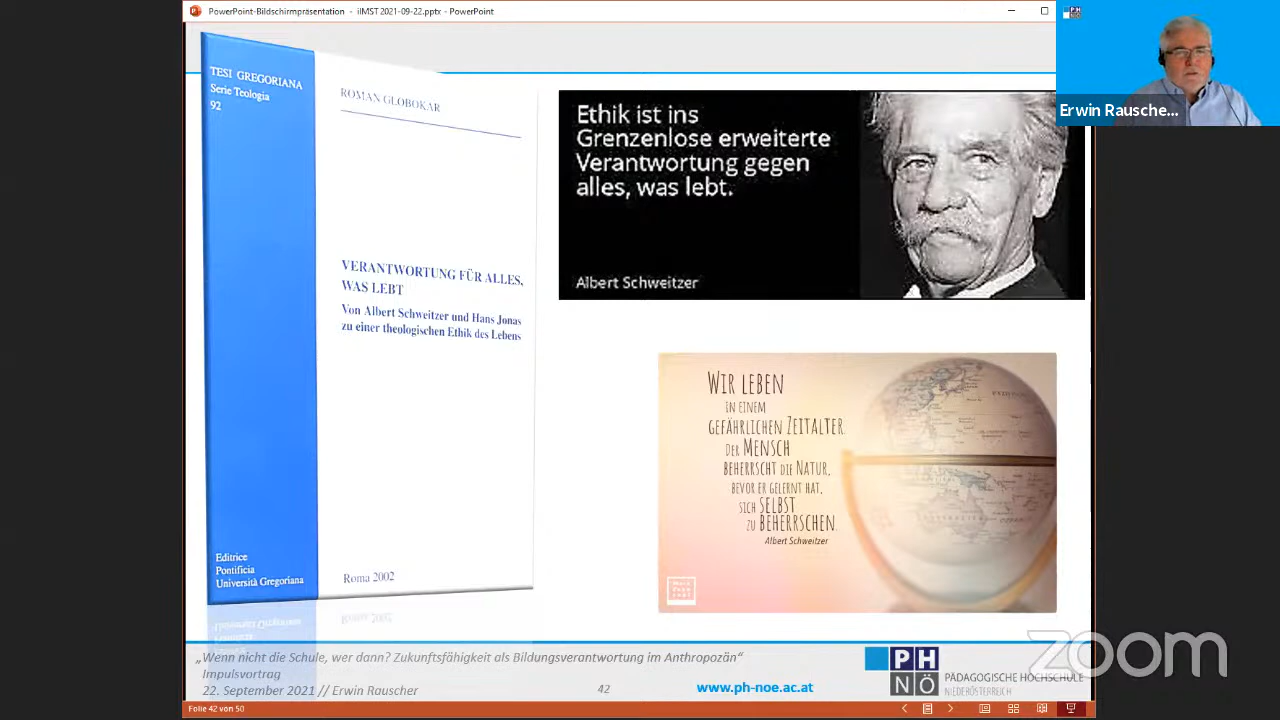 PowerPoint-Bildschirmpräsentation - iIMST 2021-09-22.pptx - PowerPoint
TESI GREGORIANA
Serie Teologia
92
ROMAN GLOBOKAR
VERANTWORTUNG FÜR ALLES,
WAS LEBT
Von Albert Schweitzer und Hans Jonas
zu einer theologischen Ethik des Lebens
Editrice
Pontificia
Università Gregoriana
Roma 2002
Ethik ist ins
Grenzenlose erweiterte
Verantwortung gegen
alles, was lebt.
Albert Schweitzer
PH
NÖ
Erwin Rausche...
WIR LEBEN
IN EINEM
GEFÄHRLICHEN ZEITALTER.
DER MENSCH
BEHERRSCHT DIE NATUR,
BEVOR ER GELERNT HAT,
SICH SELBST
ZU BEHERRSCHEN.
Albert Schweitzer
„Wenn nicht die Schule, wer dann? Zukunftsfähigkeit als Bildungsverantwortung im Anthropozän“
Impulsvortrag
22. September 2021 // Erwin Rauscher
42
www.ph-noe.ac.at
PH
NÖ
PÄDAGOGISCHE HOCHSCHULE
NIEDERÖSTERREICH
zoom
Folie 42 von 50